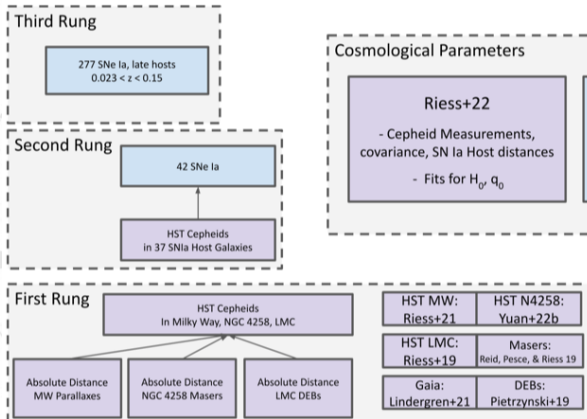 Third Rung
277 SNe Ia, late hosts
0.023 < z < 0.15
Second Rung
42 SNe Ia
HST Cepheids
in 37 SNIa Host Galaxies
Cosmological Parameters
Riess+22
- Cepheid Measurements,
covariance, SN Ia Host distances
- Fits for H0, q0
First Rung
HST Cepheids
In Milky Way, NGC 4258, LMC
Absolute Distance
MW Parallaxes
Absolute Distance
NGC 4258 Masers
Absolute Distance
LMC DEBs
HST MW:
Riess+21
HST N4258:
Yuan+22b
HST LMC:
Riess+19
Masers:
Reid, Pesce, & Riess 19
Gaia:
Lindergren+21
DEBs:
Pietrzynski+19